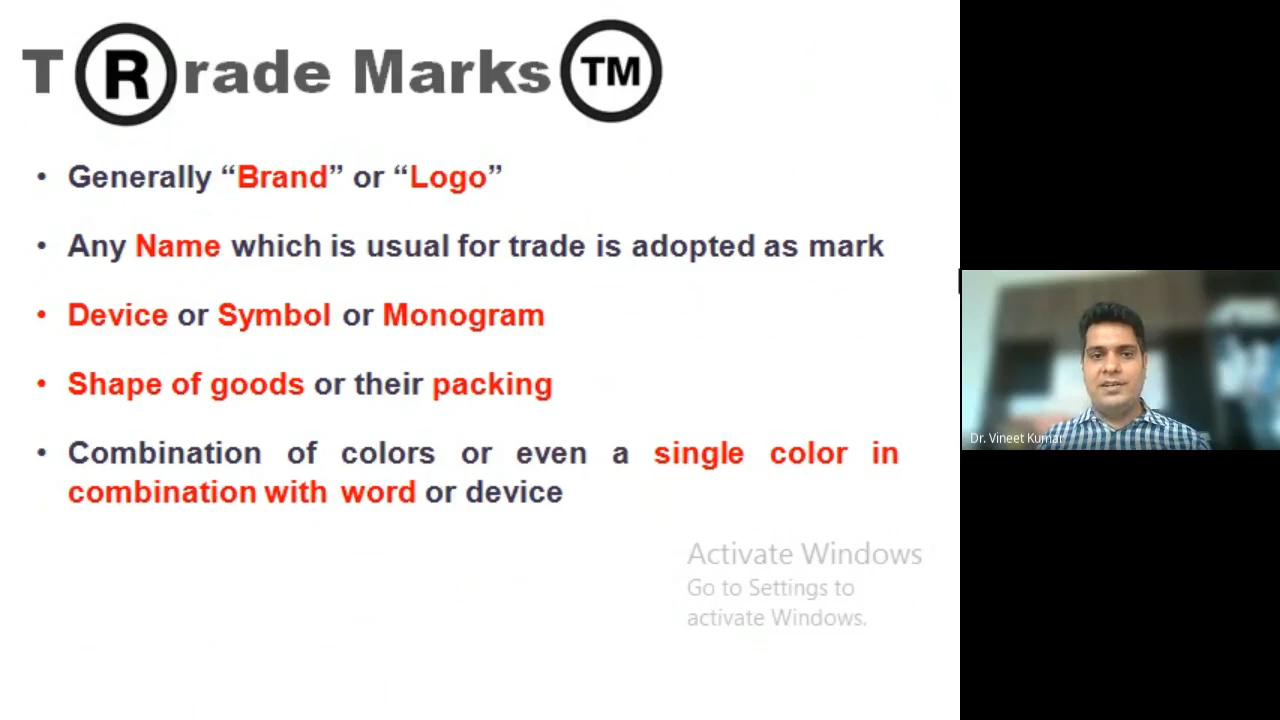 T R rade Marks TM
• Generally “Brand” or “Logo”
• Any Name which is usual for trade is adopted as mark
• Device or Symbol or Monogram
• Shape of goods or their packing
• Combination of colors or even a single color in
combination with word or device
Activate Windows
Go to Settings to
activate Windows.
Dr. Vineet Kumar